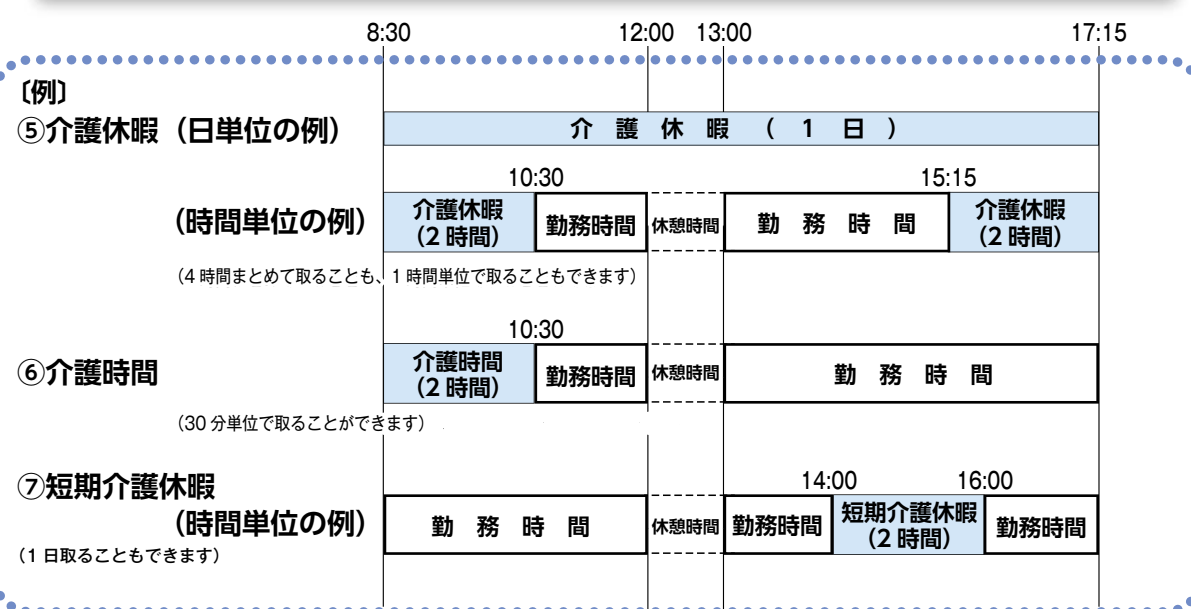 8:30 12:00 13:00 17:15
〔例〕
⑤介護休暇（日単位の例） 介護休暇(1日)
10:30 15:15
（時間単位の例） 介護休暇（2時間） 勤務時間 休憩時間 勤務時間 介護休暇（2時間）
（4時間まとめて取ることも、1時間単位で取ることもできます）
10:30
⑥介護時間 介護時間（2時間） 勤務時間 休憩時間 勤務時間
（30分単位で取ることができます）
⑦短期介護休暇 14:00 16:00
（時間単位の例） 勤務時間 休憩時間 勤務時間 短期介護休暇（2時間） 勤務時間
（1日取ることもできます）